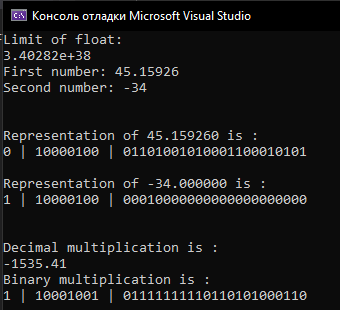 Консоль отладки Microsoft Visual Studio
Limit of float:
3.40282e+38
First number: 45.15926
Second number: -34
Representation of 45.159260 is :
0 | 10000100 | 01101001010001100010101
Representation of -34.000000 is :
1 | 10000100 | 00010000000000000000000
Decimal multiplication is :
-1535.41
Binary multiplication is :
1 | 10001001 | 01111111110110101000110